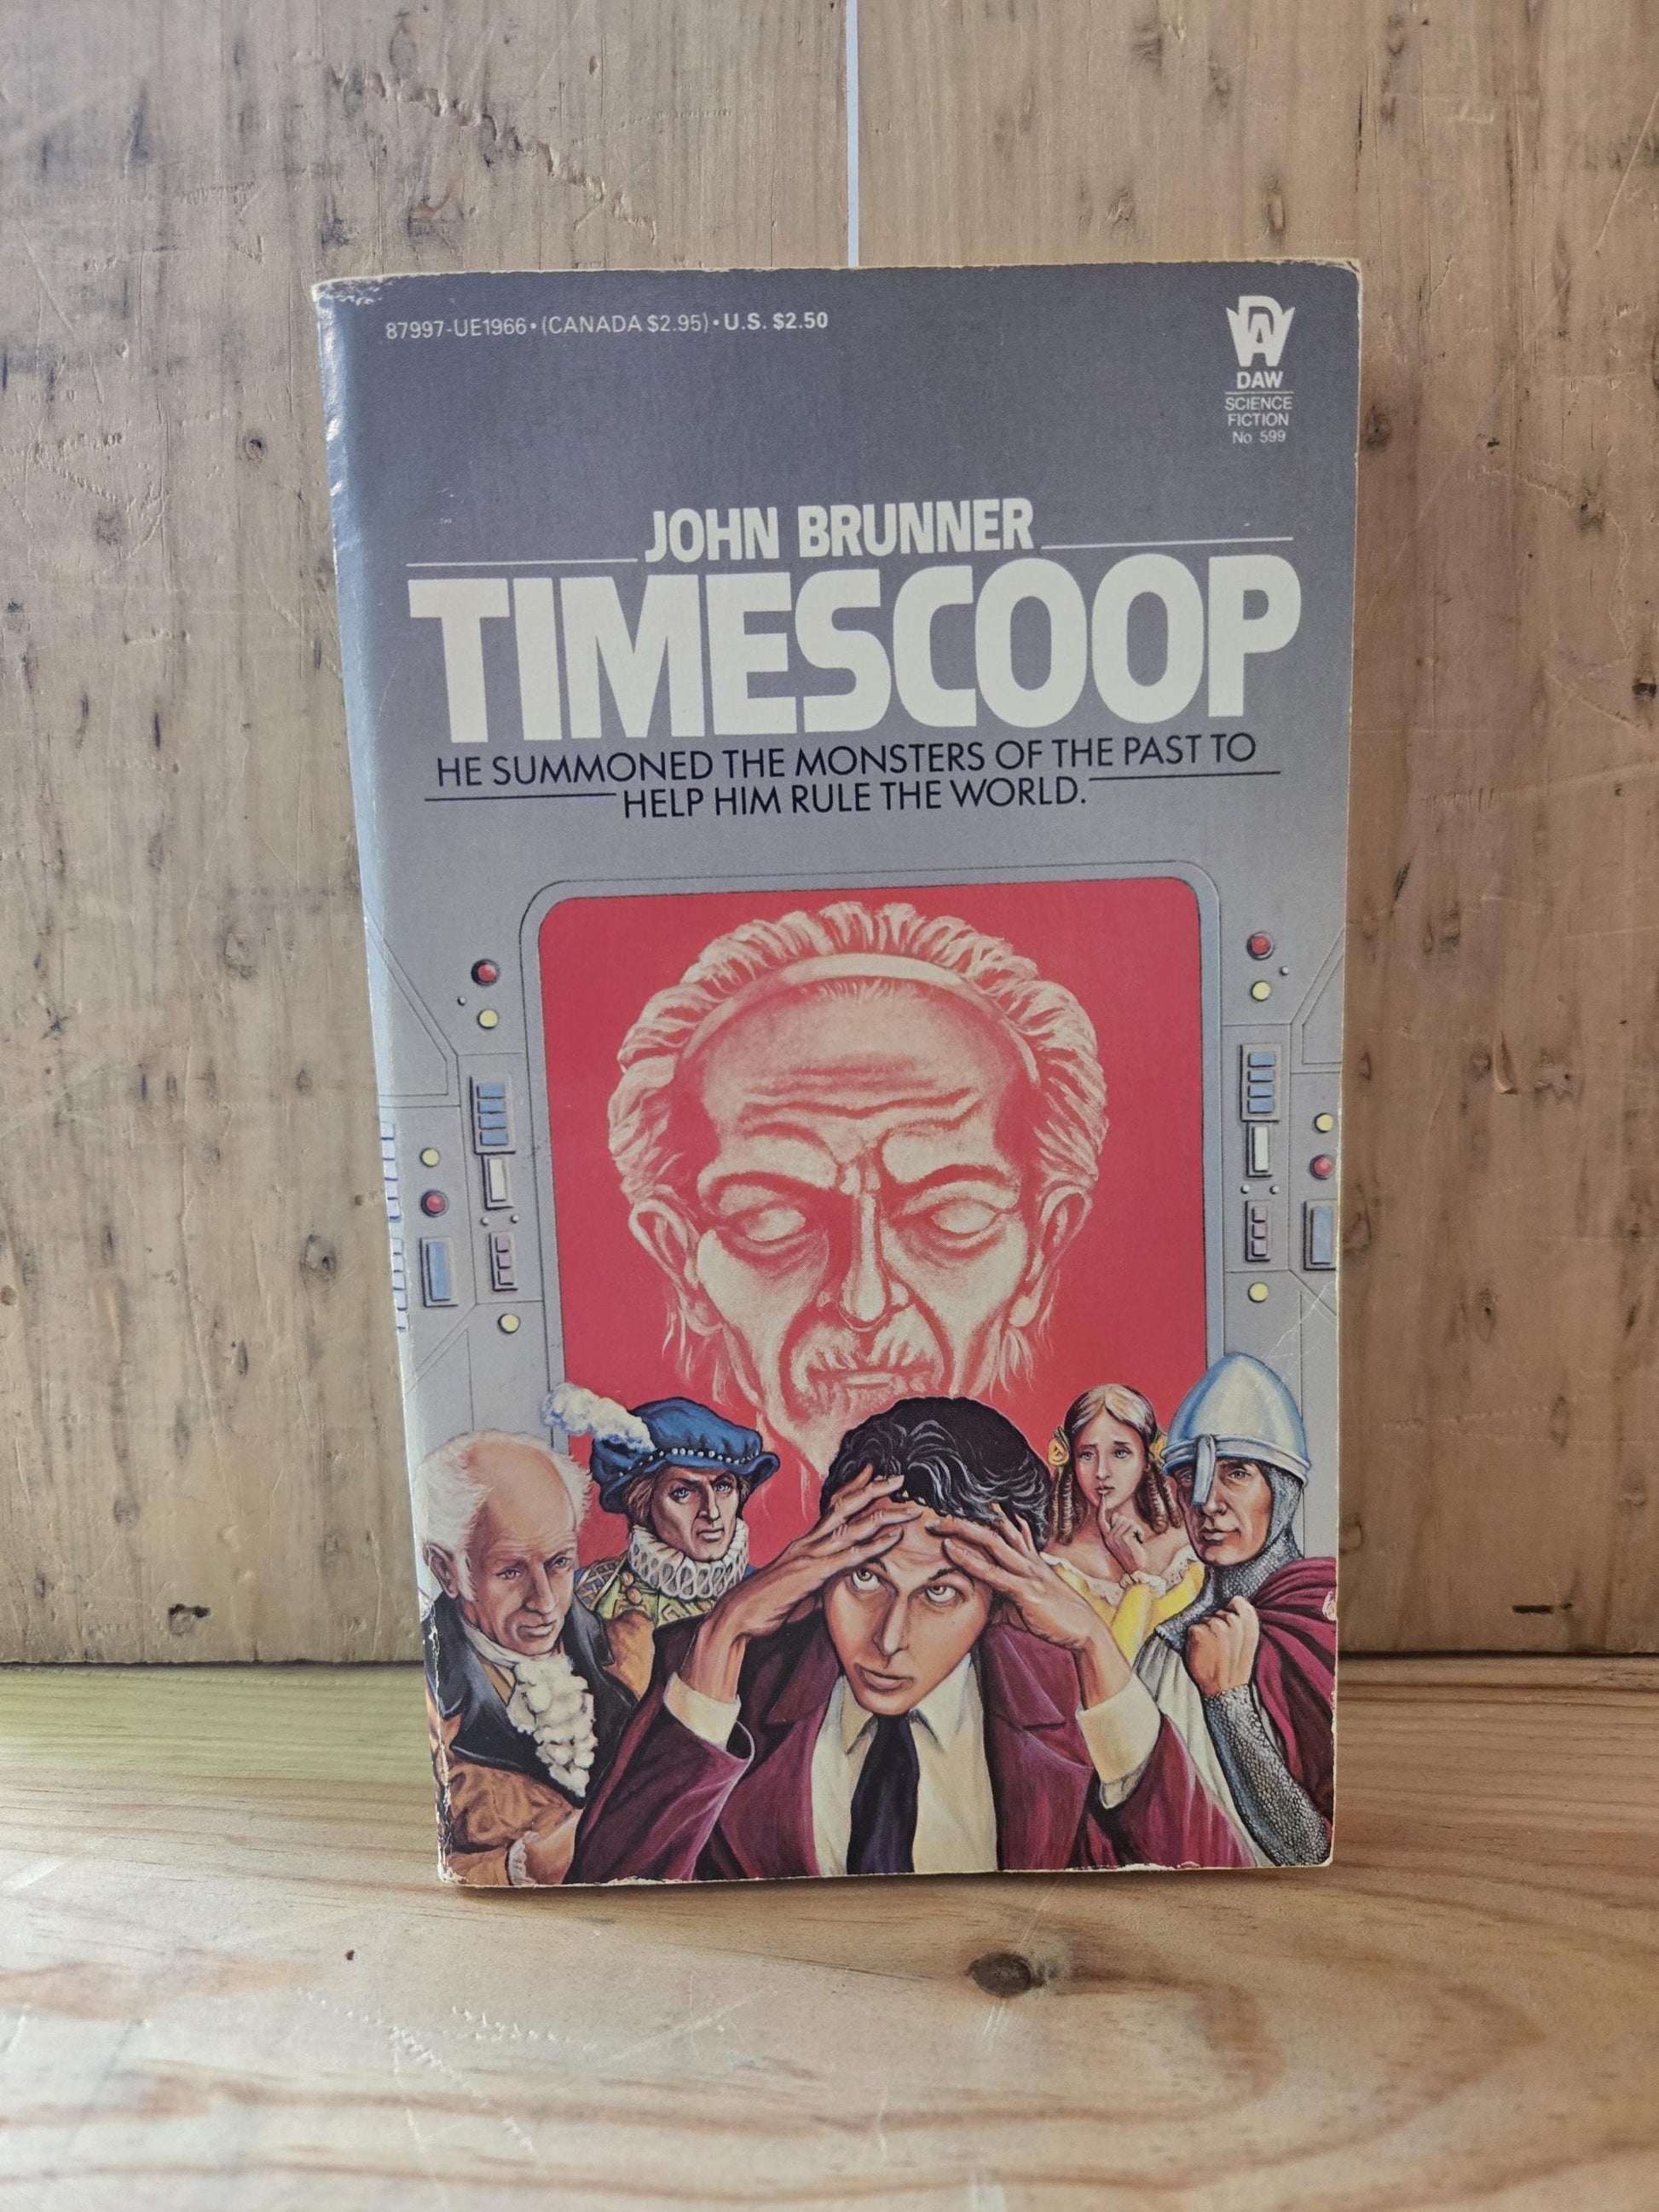 87997-UE1966 • (CANADA $2.95) • U.S. $2.50
DAW
DAW
SCIENCE
FICTION
No. 599
JOHN BRUNNER
TIMESCOOP
HE SUMMONED THE MONSTERS OF THE PAST TO
HELP HIM RULE THE WORLD.